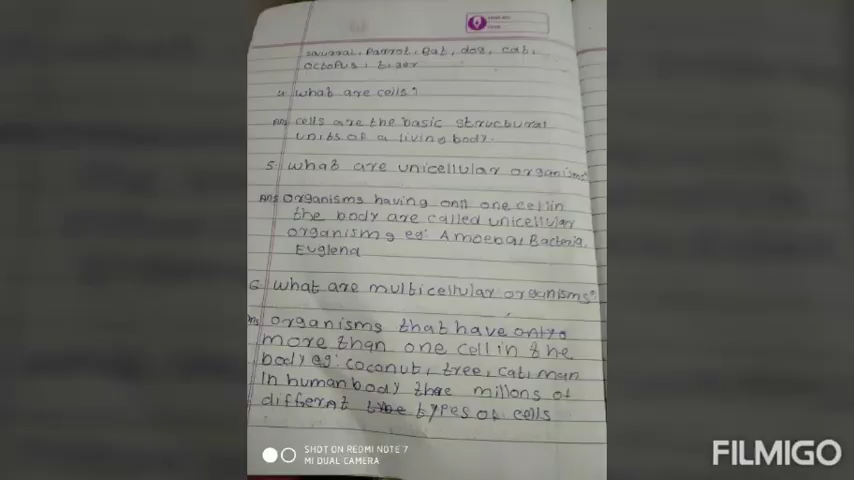 Parrot, Bat, dog, cat,
octopus, tiger
4 what are cells?
Ans cells are the basic structural
units of a living body.
5 what are unicellular organisms?
Ans organisms having one cell in
the body are called unicellular
organisms eg: Amoeba, Bacteria,
Euglena
6 what are multicellular organisms?
Ans organisms that have only
more than one cell in the
body eg: coconut, tree, cat, man
In human body millons of
types of cells
SHOT ON REDMI NOTE 7
MI DUAL CAMERA
FILMIGO